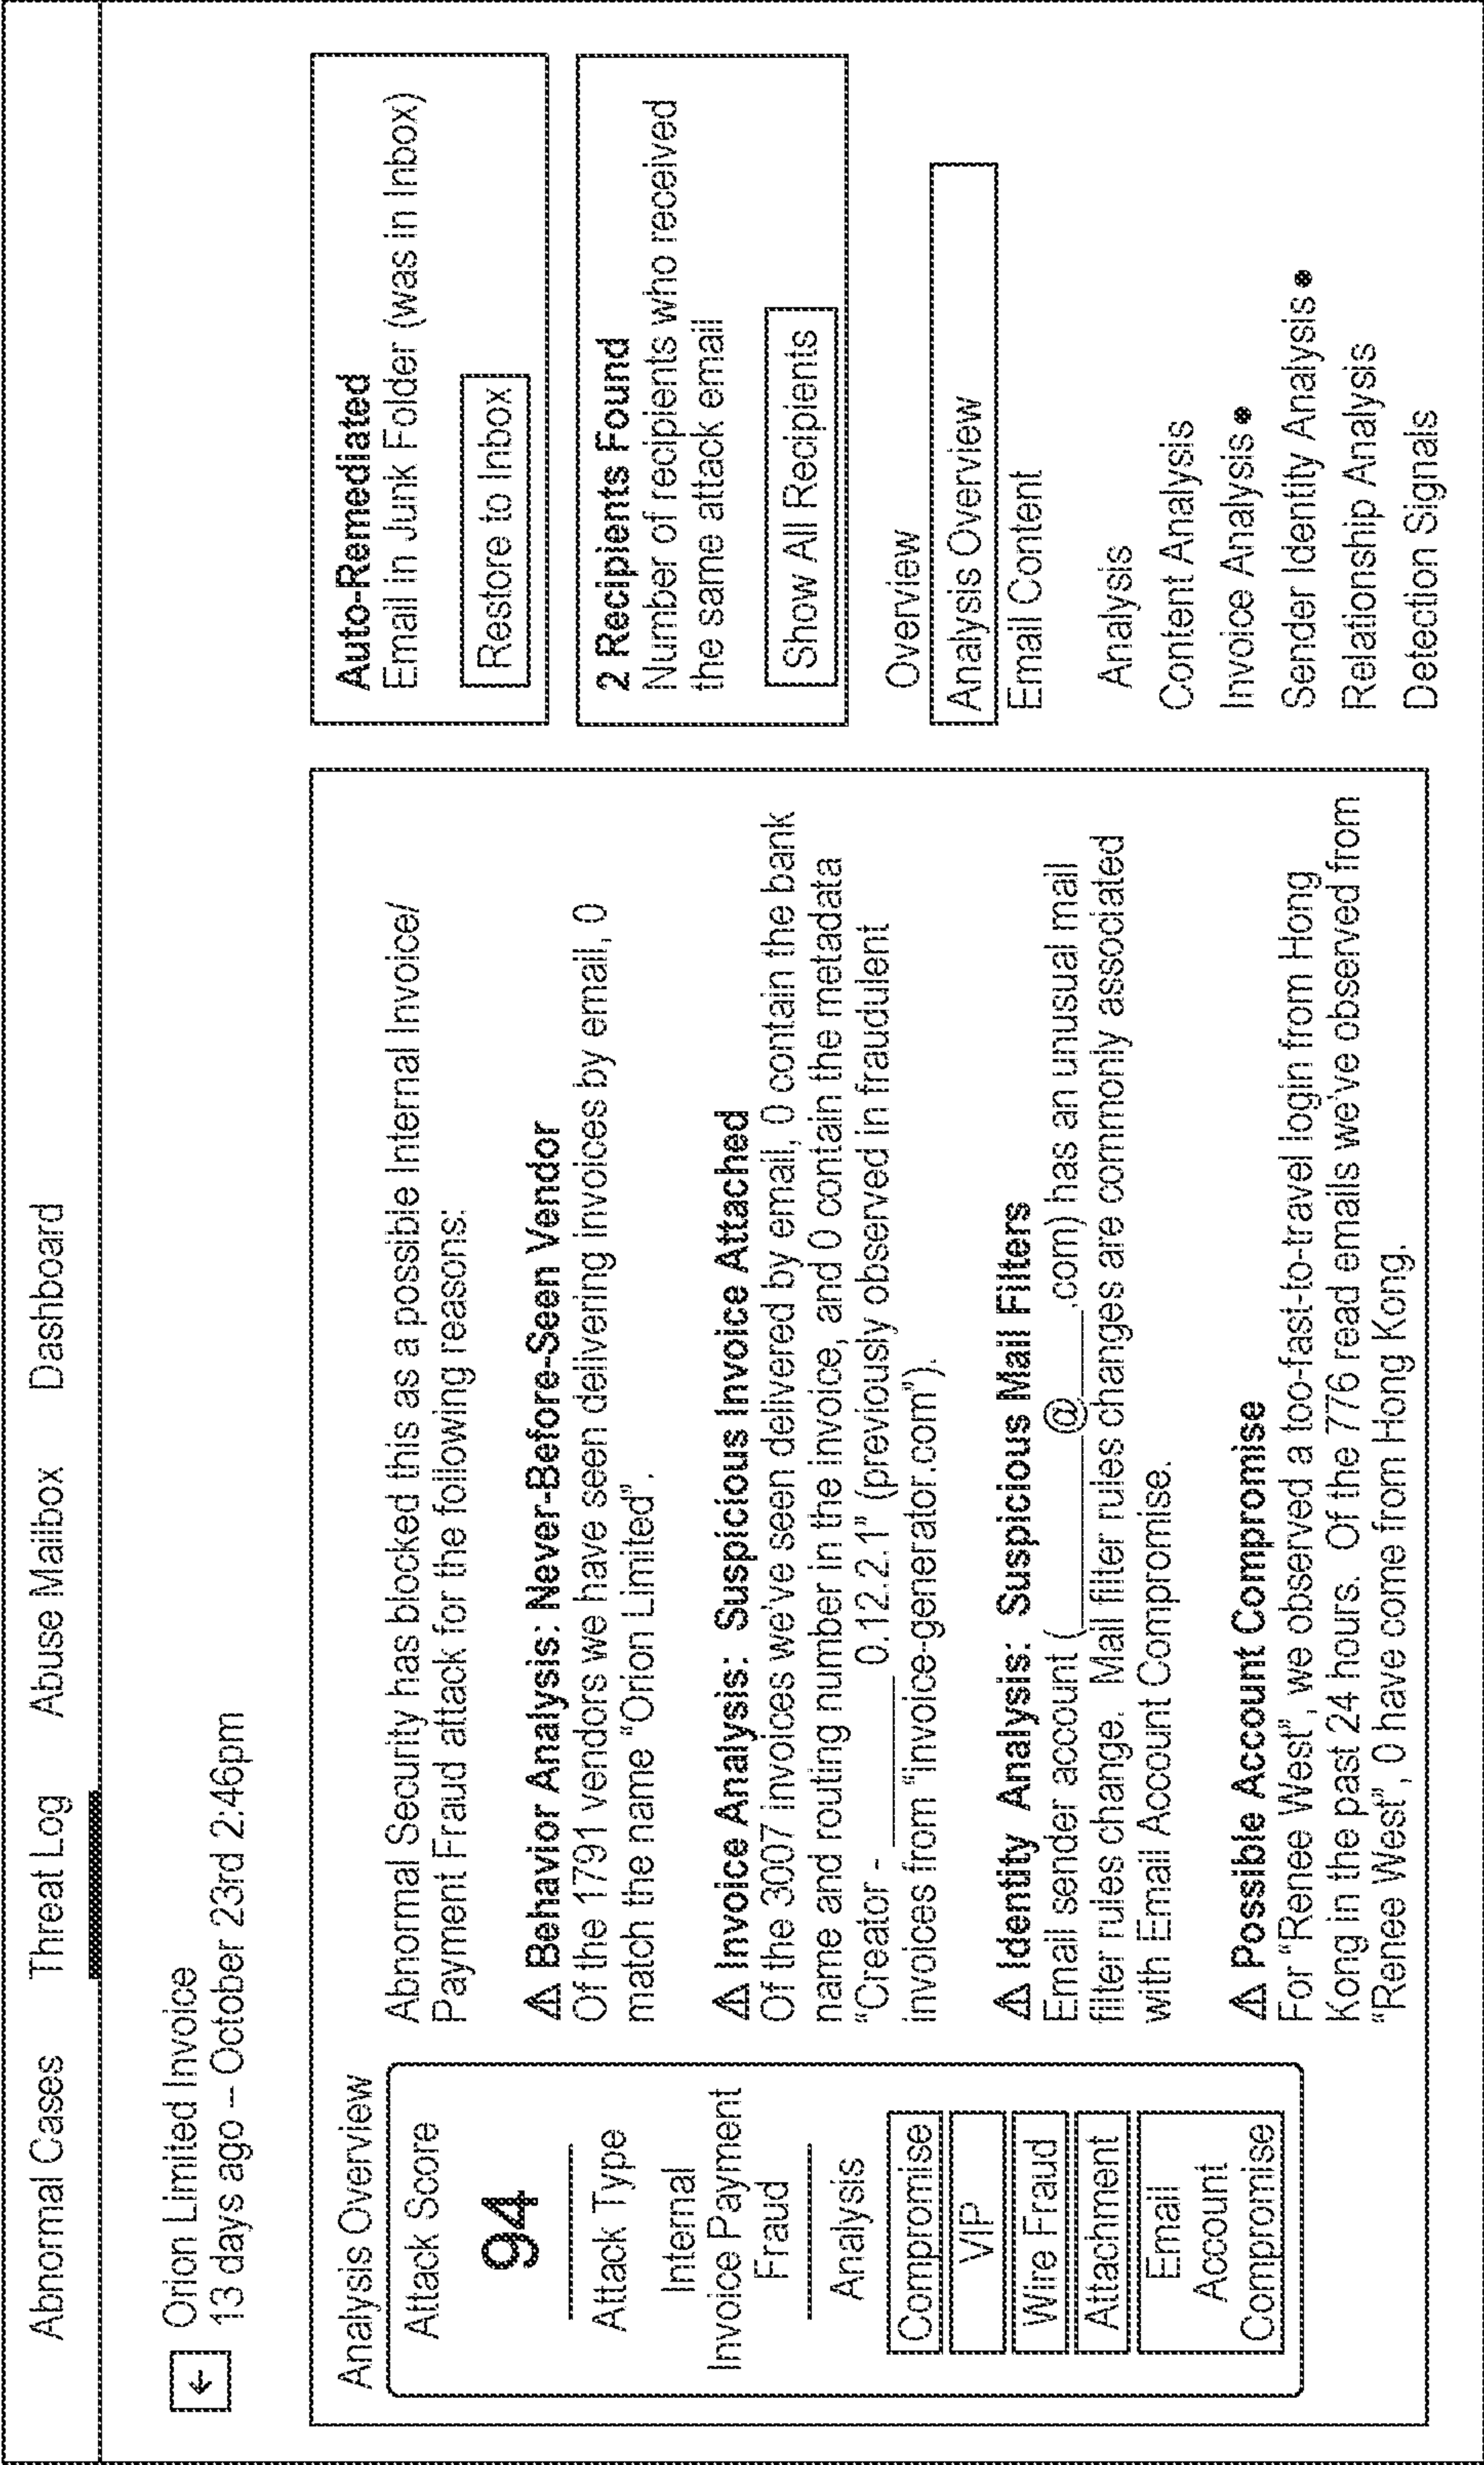 Abnormal Cases Threat Log Abuse Mailbox Dashboard
← Orion Limited Invoice
13 days ago – October 23rd 2:46pm
Analysis Overview
Attack Score
94
Attack Type
Internal
Invoice Payment
Fraud
Analysis
Compromise
VIP
Wire Fraud
Attachment
Email
Account
Compromise
Abnormal Security has blocked this as a possible Internal Invoice/
Payment Fraud attack for the following reasons:
⚠ Behavior Analysis: Never-Before-Seen Vendor
Of the 1791 vendors we have seen delivering invoices by email, 0
match the name "Orion Limited".
⚠ Invoice Analysis: Suspicious Invoice Attached
Of the 3007 invoices we've seen delivered by email, 0 contain the bank
name and routing number in the invoice, and 0 contain the metadata
"Creator - ________ 0.12.2.1" (previously observed in fraudulent
invoices from "invoice-generator.com").
⚠ Identity Analysis: Suspicious Mail Filters
Email sender account (________@____.com) has an unusual mail
filter rules change. Mail filter rules changes are commonly associated
with Email Account Compromise.
⚠ Possible Account Compromise
For "Renee West", we observed a too-fast-to-travel login from Hong
Kong in the past 24 hours. Of the 776 read emails we've observed from
"Renee West", 0 have come from Hong Kong.
Auto-Remediated
Email in Junk Folder (was in Inbox)
Restore to Inbox
2 Recipients Found
Number of recipients who received
the same attack email
Show All Recipients
Overview
Analysis Overview
Email Content
Analysis
Content Analysis
Invoice Analysis •
Sender Identity Analysis •
Relationship Analysis
Detection Signals